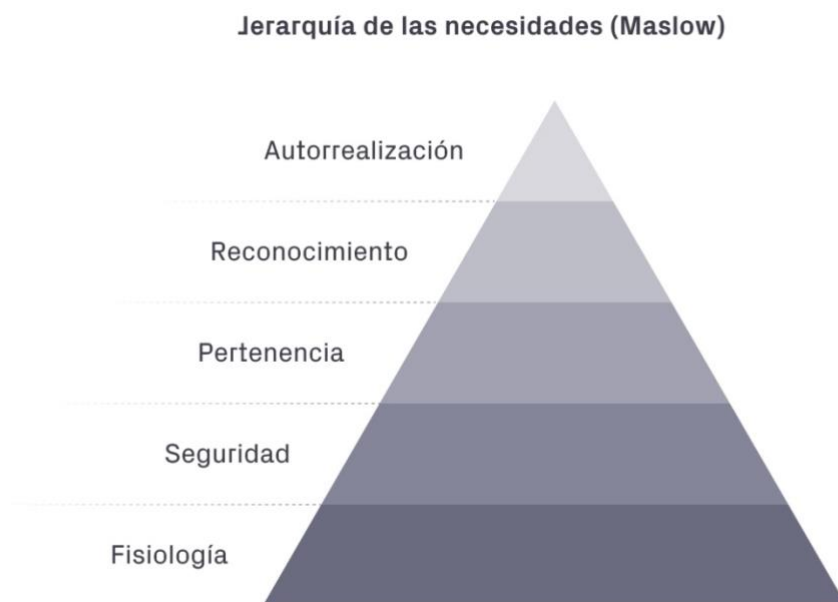 Jerarquía de las necesidades (Maslow)
Autorrealización
Reconocimiento
Pertenencia
Seguridad
Fisiología